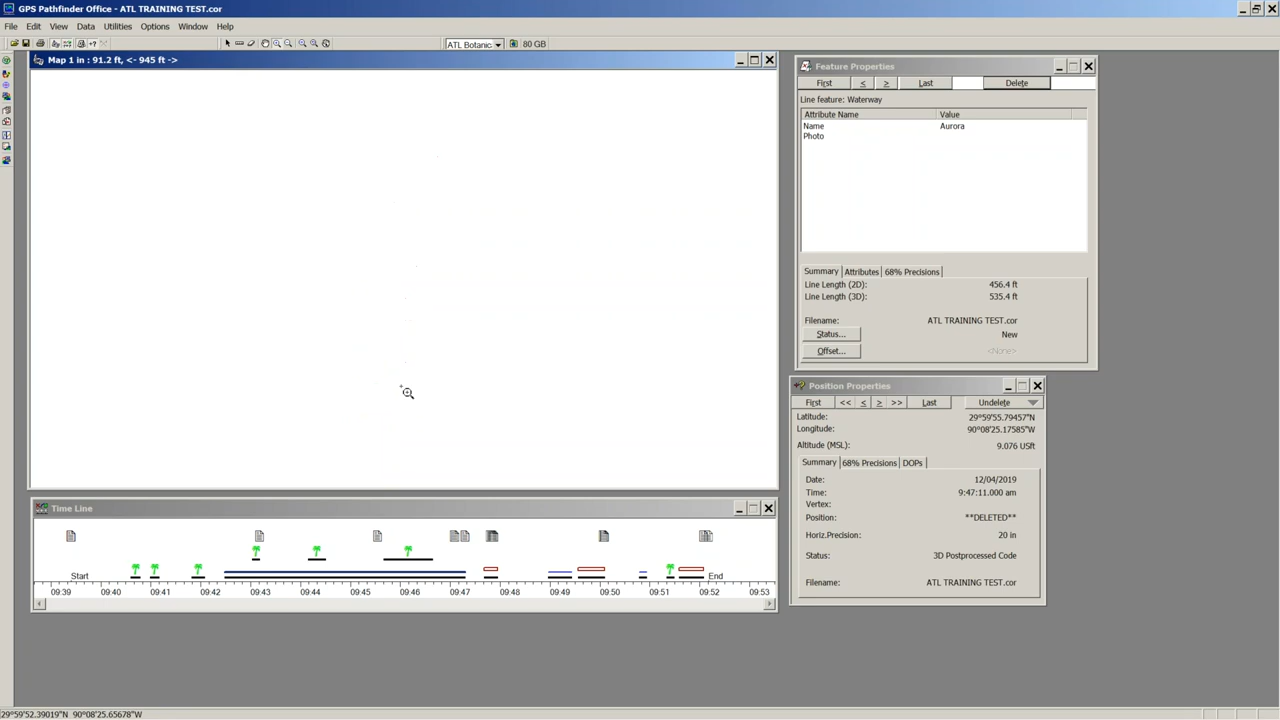 GPS Pathfinder Office - ATL TRAINING TEST.cor
File Edit View Data Utilities Options Window Help
ATL Botanic 80 GB
Map 1 in : 91.2 ft, <- 945 ft ->
Feature Properties
First < > Last Delete
Line feature: Waterway
Attribute Name Value
Name Aurora
Photo
Summary Attributes 68% Precisions
Line Length (2D): 456.4 ft
Line Length (3D): 535.4 ft
Filename: ATL TRAINING TEST.cor
Status... New
Offset... <None>
Position Properties
First << < > >> Last Undelete
Latitude: 29°59'55.79457"N
Longitude: 90°08'25.17585"W
Altitude (MSL): 9.076 USft
Summary 68% Precisions DOPs
Date: 12/04/2019
Time: 9:47:11.000 am
Vertex:
Position: **DELETED**
Horiz.Precision: 20 in
Status: 3D Postprocessed Code
Filename: ATL TRAINING TEST.cor
Time Line
Start End
09:39 09:40 09:41 09:42 09:43 09:44 09:45 09:46 09:47 09:48 09:49 09:50 09:51 09:52 09:53
29°59'52.39019"N 90°08'25.65678"W